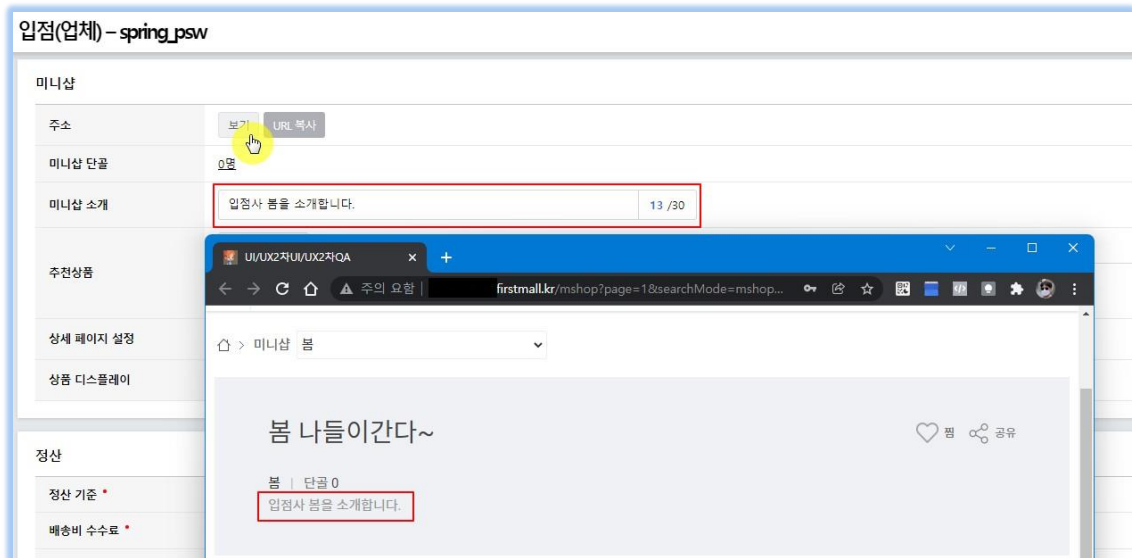 입점(업체) – spring_psw
미니샵
주소 보기 URL 복사
미니샵 단골 0명
미니샵 소개 입점사 봄을 소개합니다. 13 /30
추천상품
상세 페이지 설정
상품 디스플레이
정산
정산 기준 *
배송비 수수료 *
UI/UX2차UI/UX2차QA
주의 요함 | firstmall.kr/mshop?page=1&searchMode=mshop...
미니샵 봄
봄 나들이간다~
찜 공유
봄 | 단골 0
입점사 봄을 소개합니다.